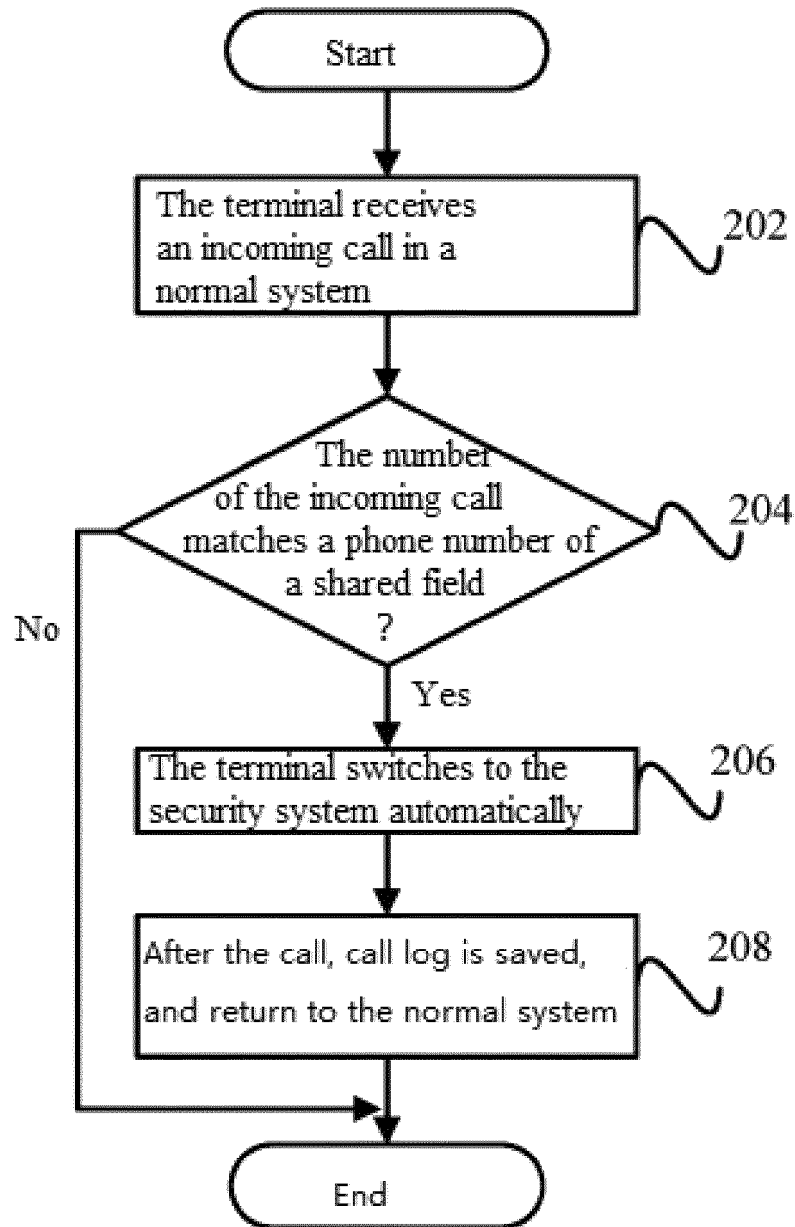 Start
The terminal receives
an incoming call in a
normal system
202
The number
of the incoming call
matches a phone number of
a shared field
?
204
No
Yes
The terminal switches to the
security system automatically
206
After the call, call log is saved,
and return to the normal system
208
End